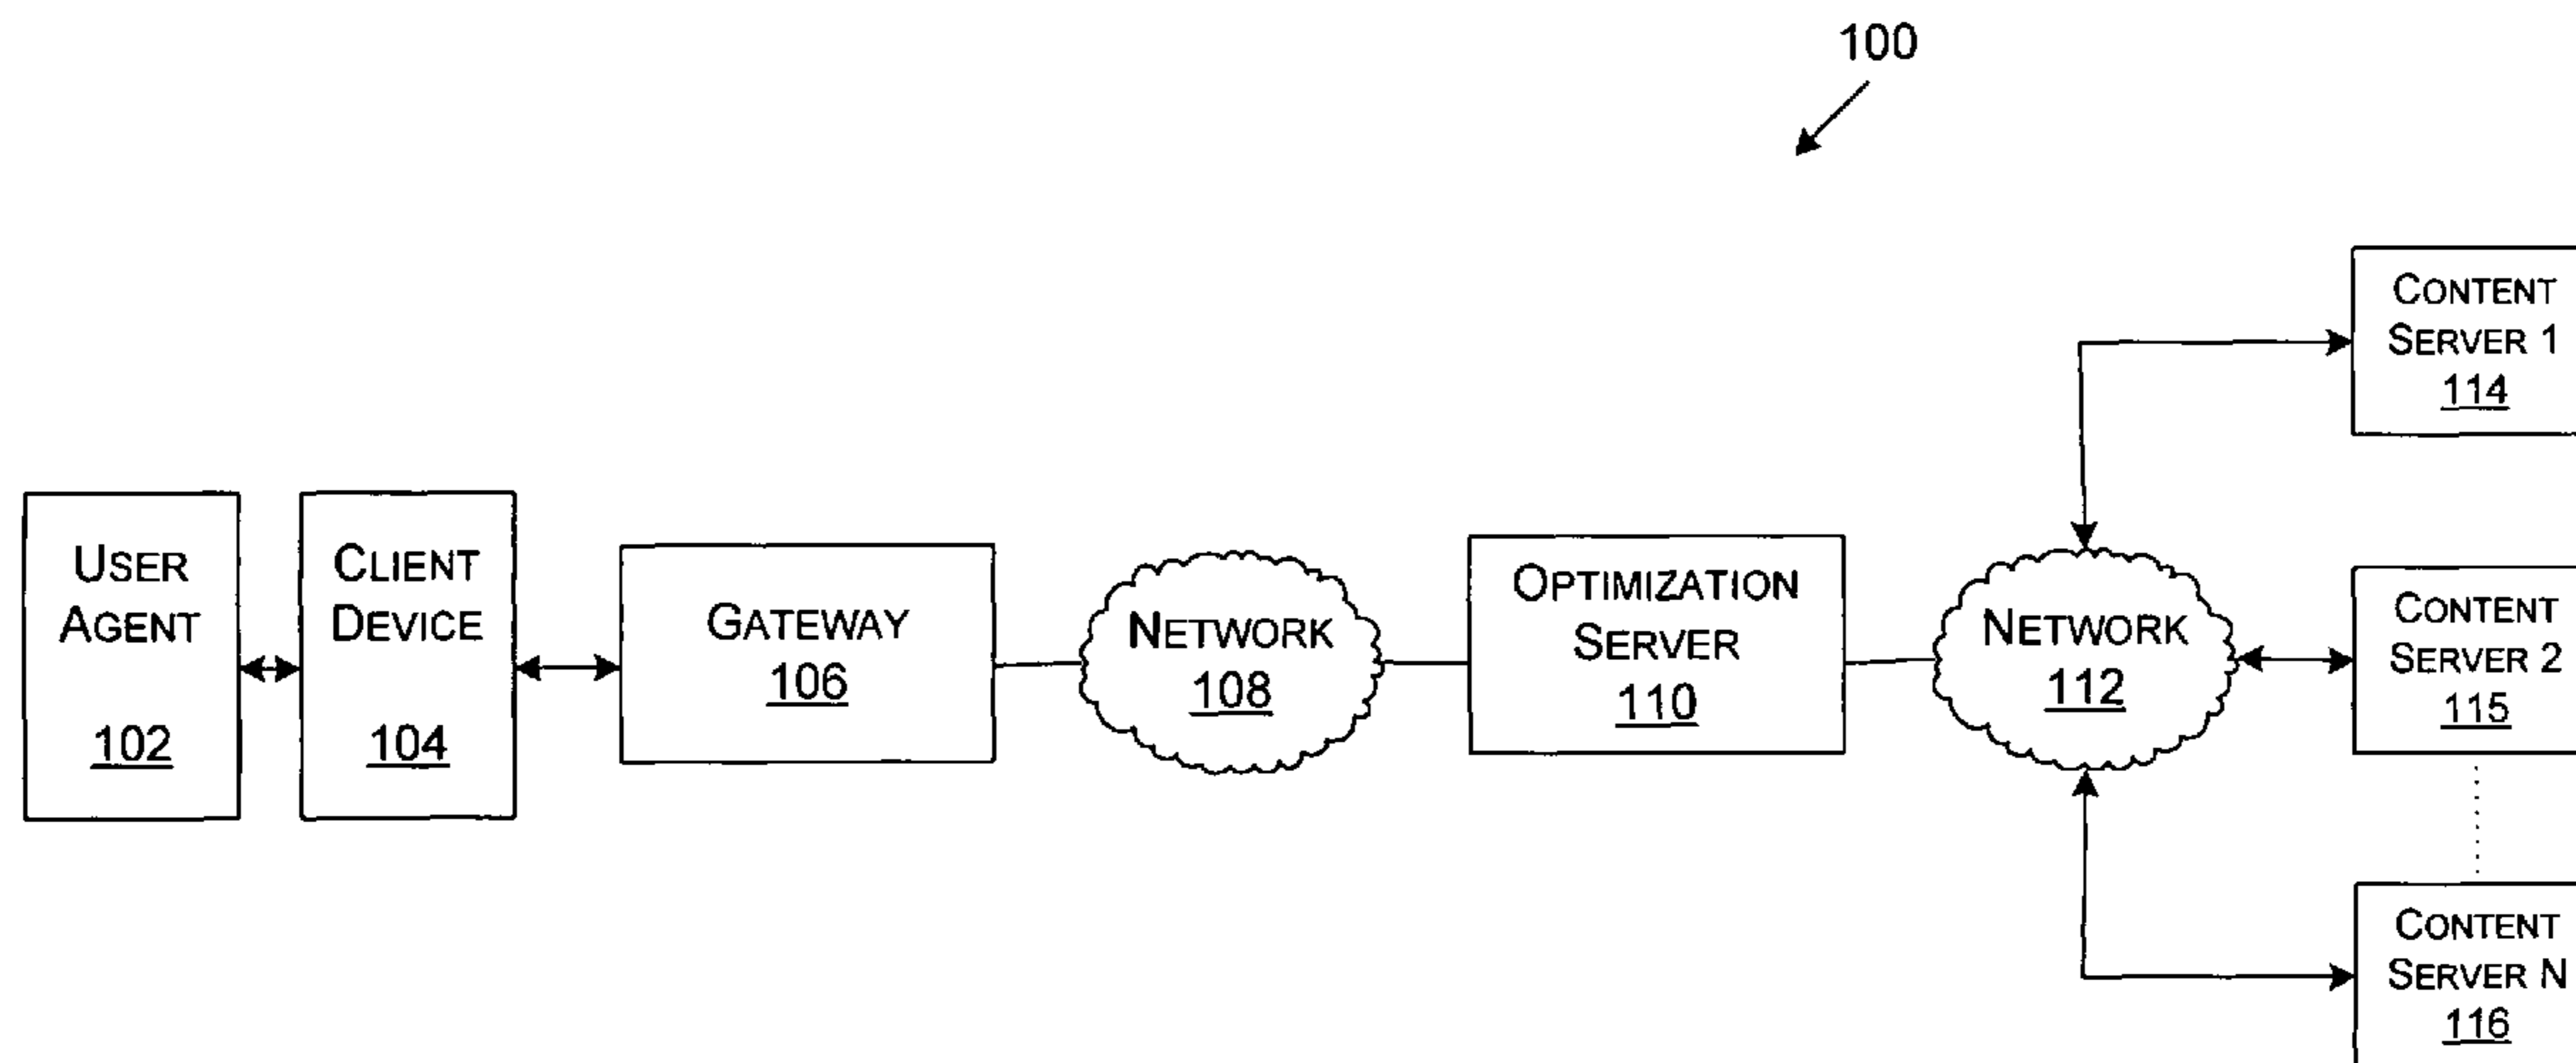 100
USER
AGENT
102
CLIENT
DEVICE
104
GATEWAY
106
NETWORK
108
OPTIMIZATION
SERVER
110
NETWORK
112
CONTENT
SERVER 1
114
CONTENT
SERVER 2
115
CONTENT
SERVER N
116